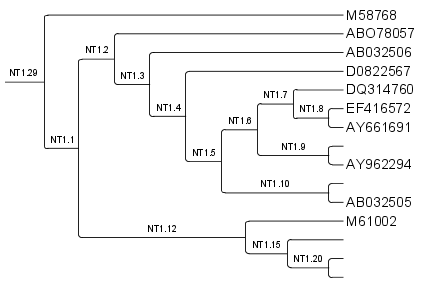 M58768
ABO78057
NT1.2
AB032506
NT1.29
NT1.3
D0822567
DQ314760
NT1.7
NT1.4
NT1.8
EF416572
NT1.6
AY661691
NT1.1
NT1.9
NT1.5
AY962294
NT1.10
AB032505
M61002
NT1.12
NT1.15
NT1.20